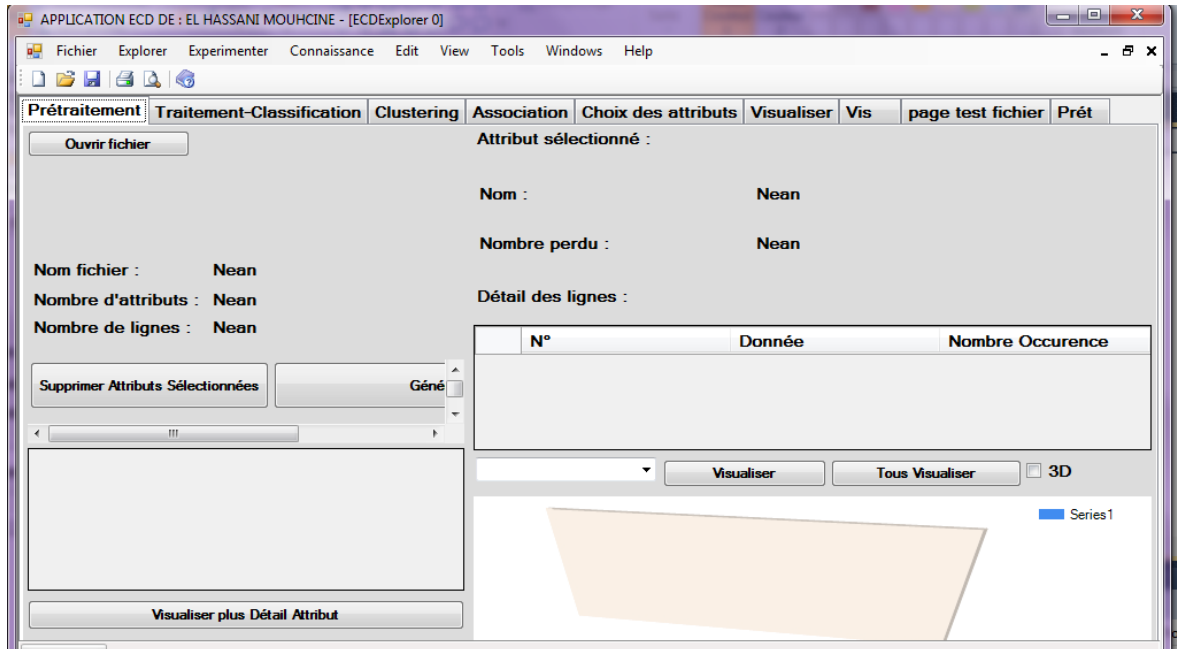 APPLICATION ECD DE : EL HASSANI MOUHCINE - [ECDExplorer 0]
Fichier Explorer Experimenter Connaissance Edit View Tools Windows Help
Prétraitement Traitement-Classification Clustering Association Choix des attributs Visualiser Vis page test fichier Prét
Ouvrir fichier
Nom fichier : Nean
Nombre d'attributs : Nean
Nombre de lignes : Nean
Supprimer Attributs Sélectionnées Géné
Visualiser plus Détail Attribut
Attribut sélectionné :
Nom : Nean
Nombre perdu : Nean
Détail des lignes :
N° Donnée Nombre Occurence
Visualiser Tous Visualiser 3D
Series1